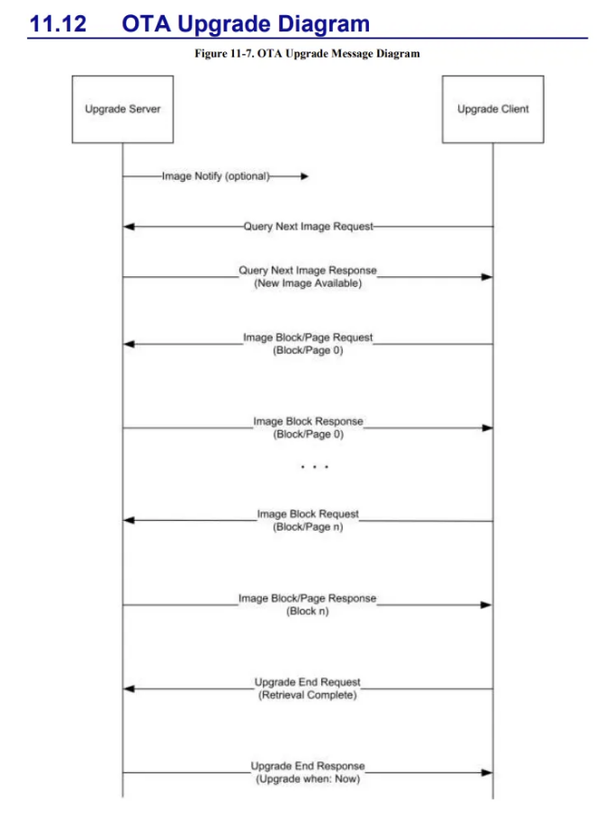 11.12 OTA Upgrade Diagram
Figure 11-7. OTA Upgrade Message Diagram
Upgrade Server
Upgrade Client
Image Notify (optional)
Query Next Image Request
Query Next Image Response
(New Image Available)
Image Block/Page Request
(Block/Page 0)
Image Block Response
(Block/Page 0)
. . .
Image Block Request
(Block/Page n)
Image Block/Page Response
(Block n)
Upgrade End Request
(Retrieval Complete)
Upgrade End Response
(Upgrade when: Now)